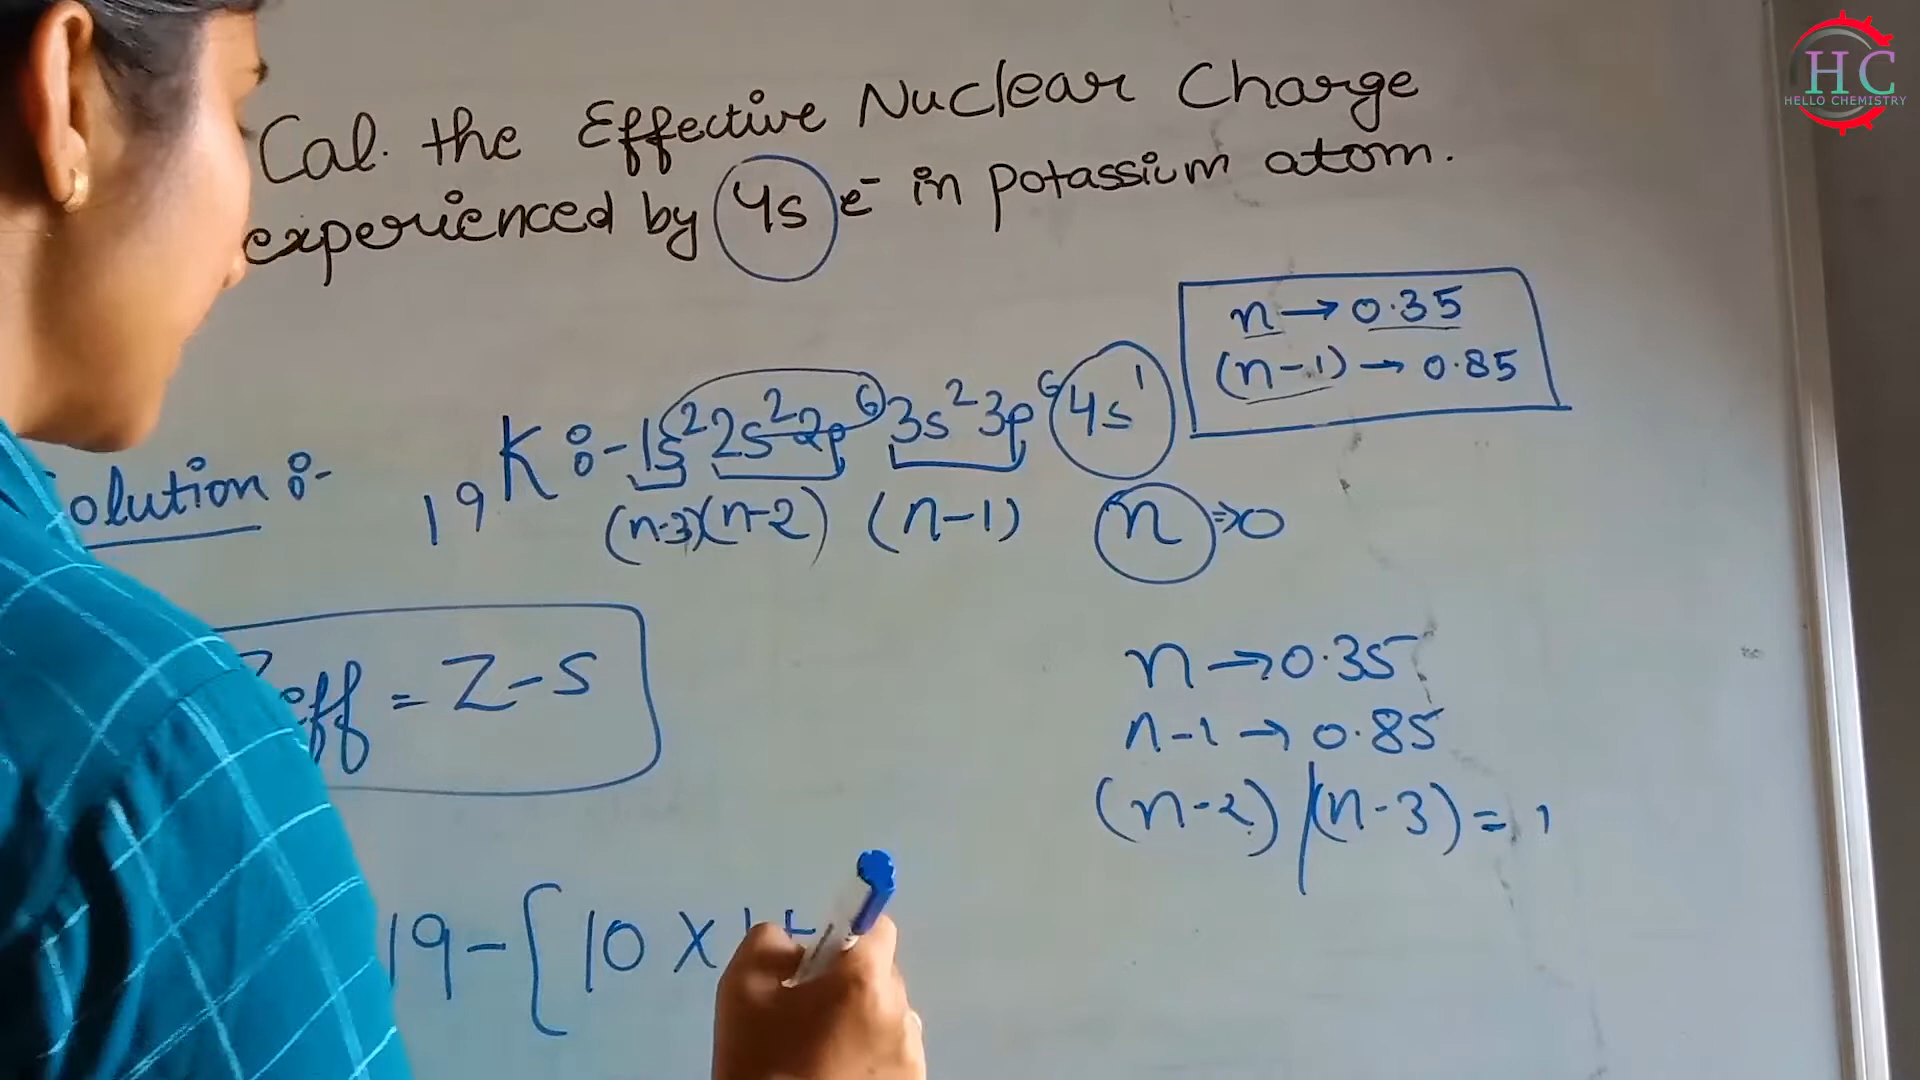 HC
HELLO CHEMISTRY
Cal. the Effective Nuclear Charge
experienced by 4s e⁻ in potassium atom.
n → 0.35
(n-1) → 0.85
olution :-
₁₉K :- 1s² 2s² 2p⁶ 3s² 3p⁶ 4s¹
(n-3)(n-2) (n-1) n ⇒ 0
eff = Z-S
n → 0.35
n-1 → 0.85
(n-2) / (n-3) = 1
19 - [10 X 1 +